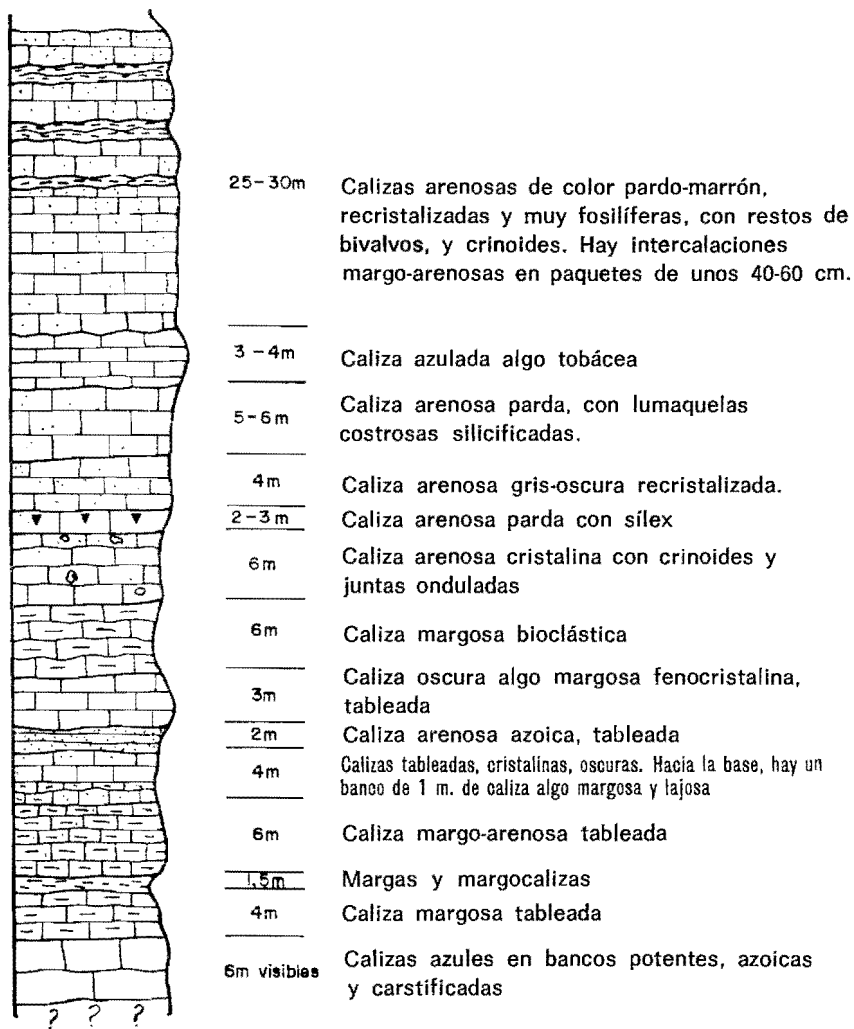 25-30m Calizas arenosas de color pardo-marrón,
recristalizadas y muy fosilíferas, con restos de
bivalvos, y crinoides. Hay intercalaciones
margo-arenosas en paquetes de unos 40-60 cm.
3-4m Caliza azulada algo tobácea
5-6m Caliza arenosa parda, con lumaquelas
costrosas silicificadas.
4m Caliza arenosa gris-oscura recristalizada.
2-3m Caliza arenosa parda con sílex
6m Caliza arenosa cristalina con crinoides y
juntas onduladas
6m Caliza margosa bioclástica
3m Caliza oscura algo margosa fenocristalina,
tableada
2m Caliza arenosa azoica, tableada
4m Calizas tableadas, cristalinas, oscuras. Hacia la base, hay un
banco de 1 m. de caliza algo margosa y lajosa
6m Caliza margo-arenosa tableada
1,5m Margas y margocalizas
4m Caliza margosa tableada
6m visibles Calizas azules en bancos potentes, azoicas
y carstificadas
? ? ?